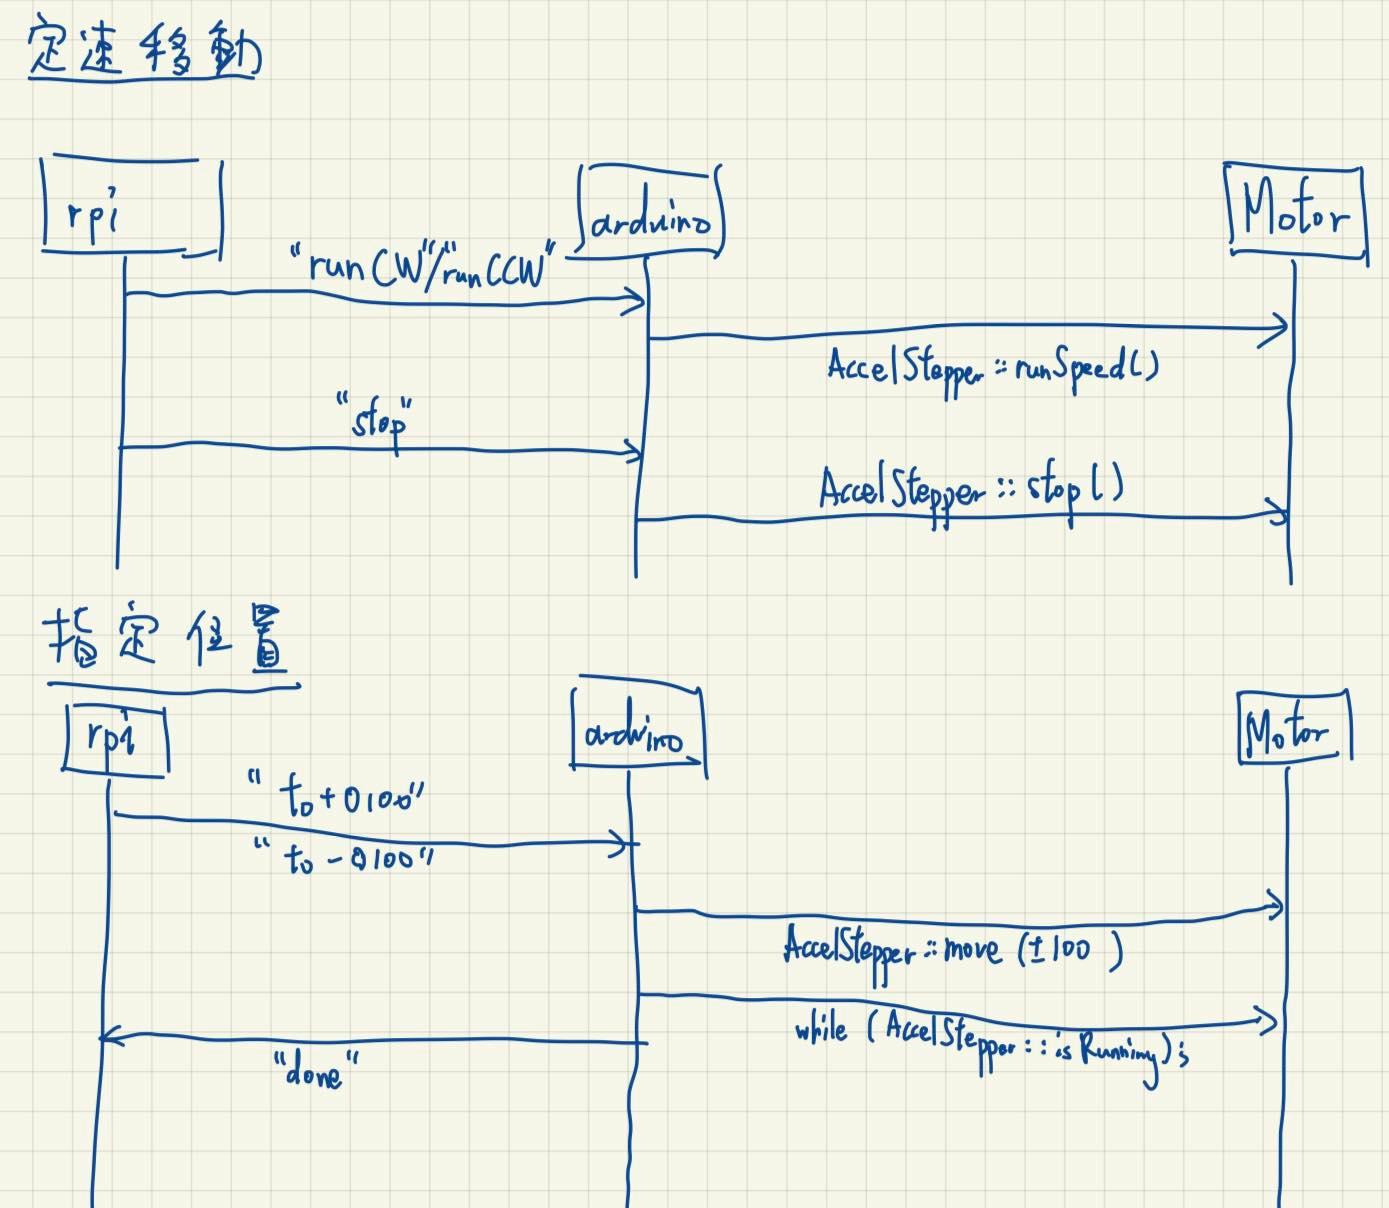 定速移動
rpi
arduino
Motor
"runCW"/"runCCW"
AccelStepper::runSpeed()
"stop"
AccelStepper::stop()
指定位置
rpi
arduino
Motor
"to+0100"
"to-0100"
AccelStepper::move(±100 )
while (AccelStepper::isRunning);
"done"